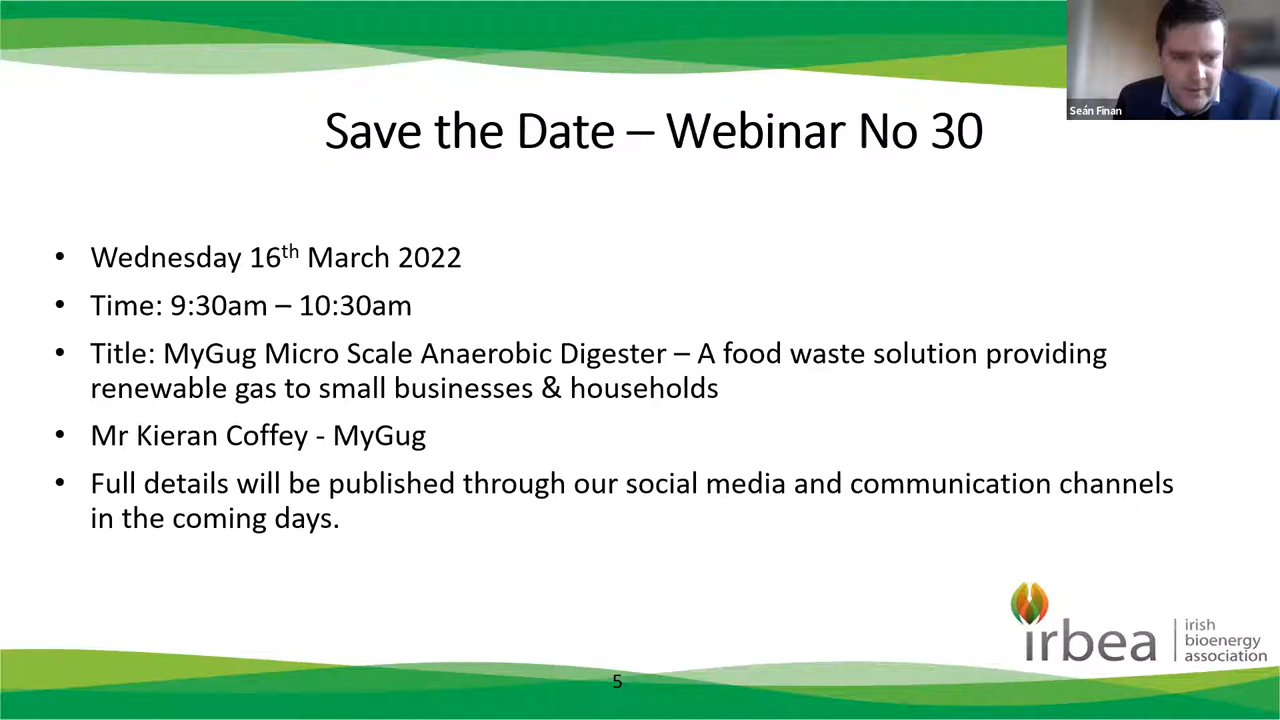 Seán Finan
Save the Date – Webinar No 30
• Wednesday 16th March 2022
• Time: 9:30am – 10:30am
• Title: MyGug Micro Scale Anaerobic Digester – A food waste solution providing
renewable gas to small businesses & households
• Mr Kieran Coffey - MyGug
• Full details will be published through our social media and communication channels
in the coming days.
irbea
irish
bioenergy
association
5